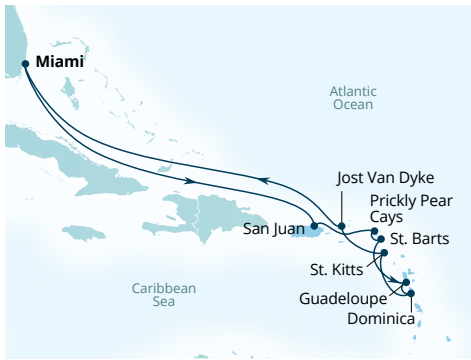 Miami
Atlantic
Ocean
Jost Van Dyke
Prickly Pear
Cays
San Juan
St. Barts
St. Kitts
Caribbean
Sea
Guadeloupe
Dominica